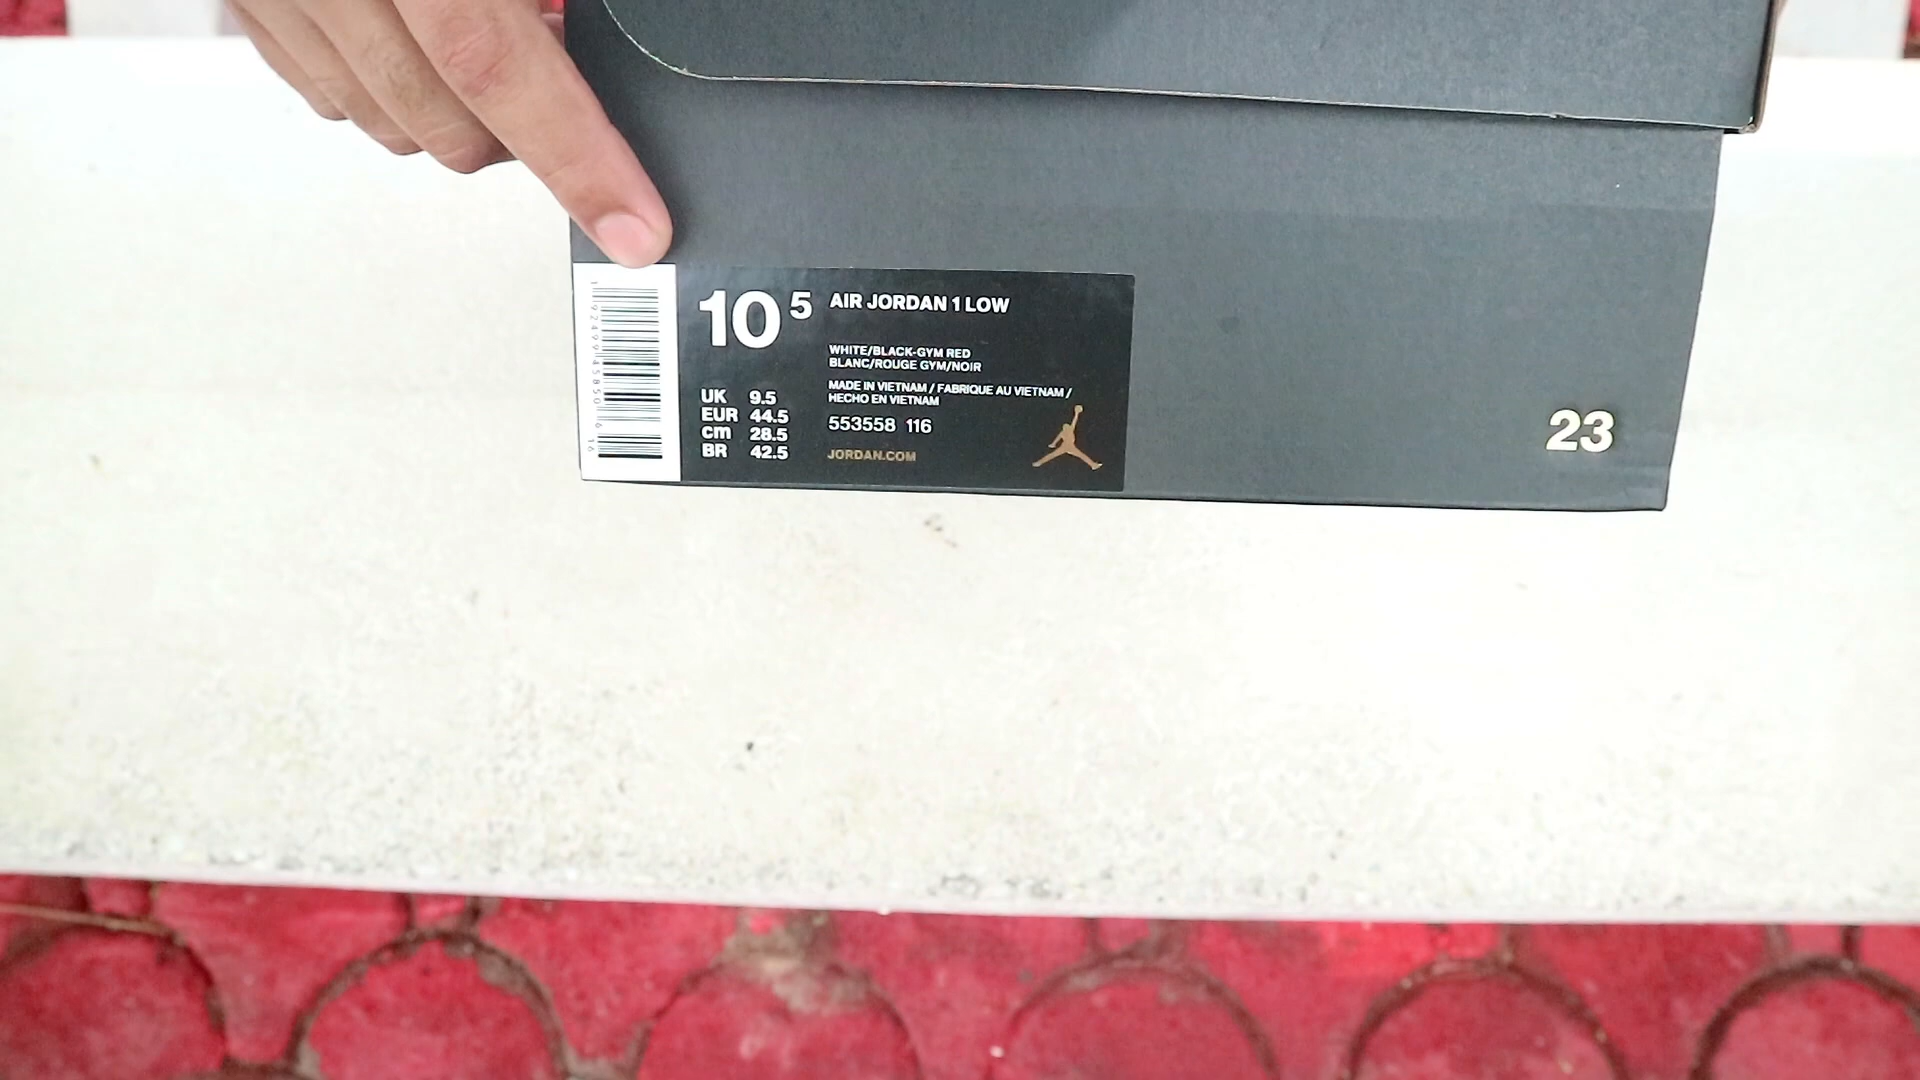 10 5
AIR JORDAN 1 LOW
WHITE/BLACK-GYM RED
BLANC/ROUGE GYM/NOIR
MADE IN VIETNAM / FABRIQUE AU VIETNAM /
HECHO EN VIETNAM
UK 9.5
EUR 44.5
cm 28.5
BR 42.5
553558 116
JORDAN.COM
23